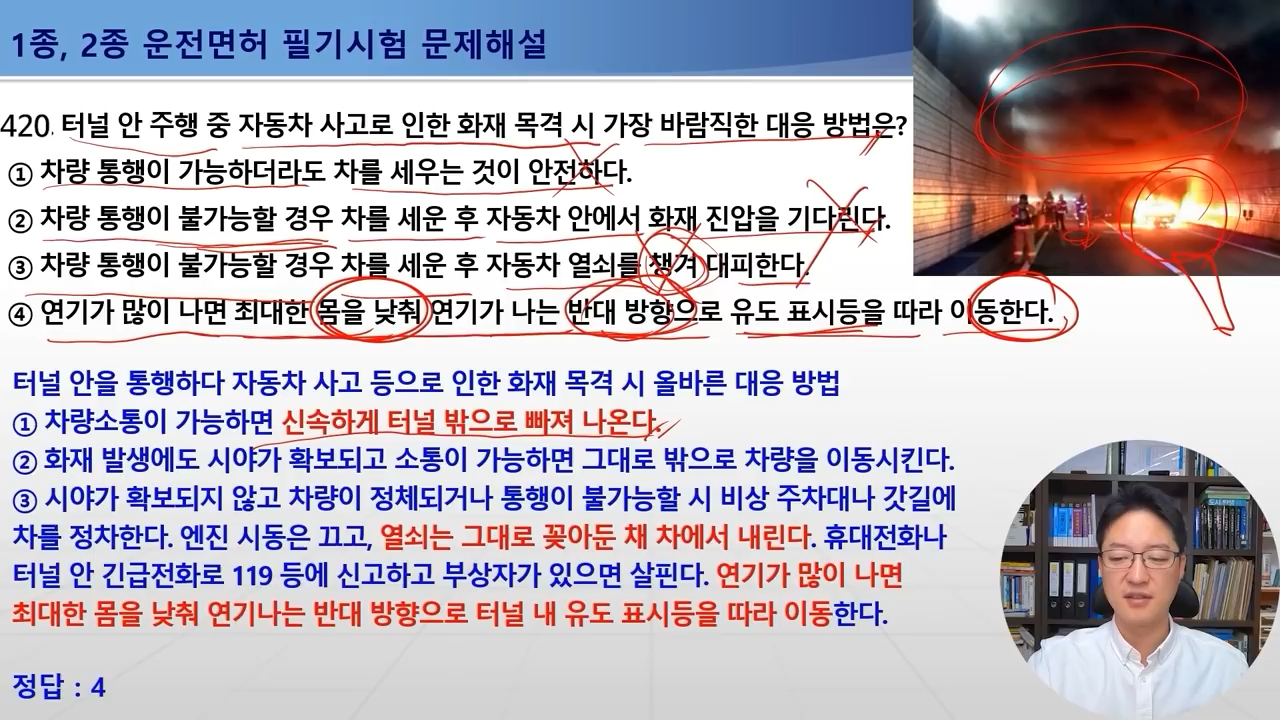 1종, 2종 운전면허 필기시험 문제해설
420. 터널 안 주행 중 자동차 사고로 인한 화재 목격 시 가장 바람직한 대응 방법은?
① 차량 통행이 가능하더라도 차를 세우는 것이 안전하다.
② 차량 통행이 불가능할 경우 차를 세운 후 자동차 안에서 화재 진압을 기다린다.
③ 차량 통행이 불가능할 경우 차를 세운 후 자동차 열쇠를 챙겨 대피한다.
④ 연기가 많이 나면 최대한 몸을 낮춰 연기가 나는 반대 방향으로 유도 표시등을 따라 이동한다.
터널 안을 통행하다 자동차 사고 등으로 인한 화재 목격 시 올바른 대응 방법
① 차량소통이 가능하면 신속하게 터널 밖으로 빠져 나온다.
② 화재 발생에도 시야가 확보되고 소통이 가능하면 그대로 밖으로 차량을 이동시킨다.
③ 시야가 확보되지 않고 차량이 정체되거나 통행이 불가능할 시 비상 주차대나 갓길에
차를 정차한다. 엔진 시동은 끄고, 열쇠는 그대로 꽂아둔 채 차에서 내린다. 휴대전화나
터널 안 긴급전화로 119 등에 신고하고 부상자가 있으면 살핀다. 연기가 많이 나면
최대한 몸을 낮춰 연기나는 반대 방향으로 터널 내 유도 표시등을 따라 이동한다.
정답 : 4